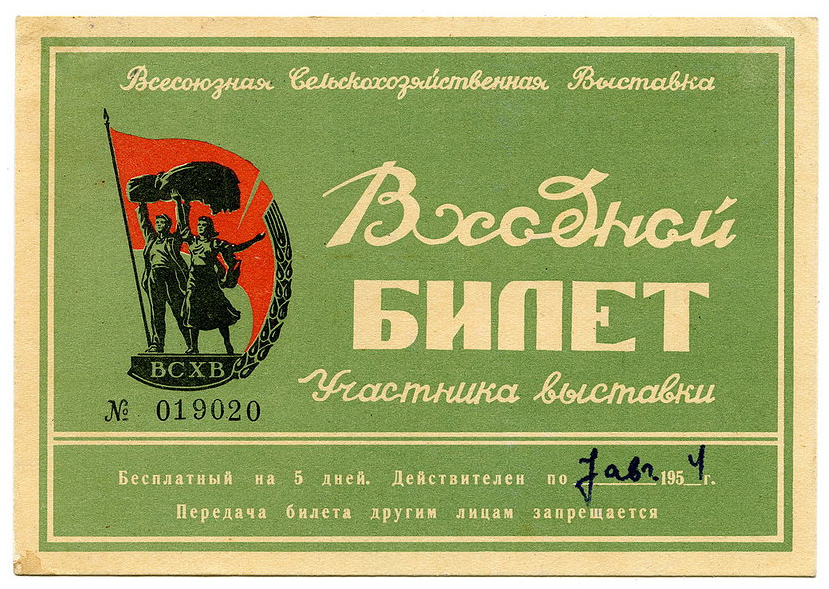 Всесоюзная Сельскохозяйственная Выставка
Входной
БИЛЕТ
Участника выставки
ВСХВ
№ 019020
Бесплатный на 5 дней. Действителен по 7 авг. 1954 г.
Передача билета другим лицам запрещается